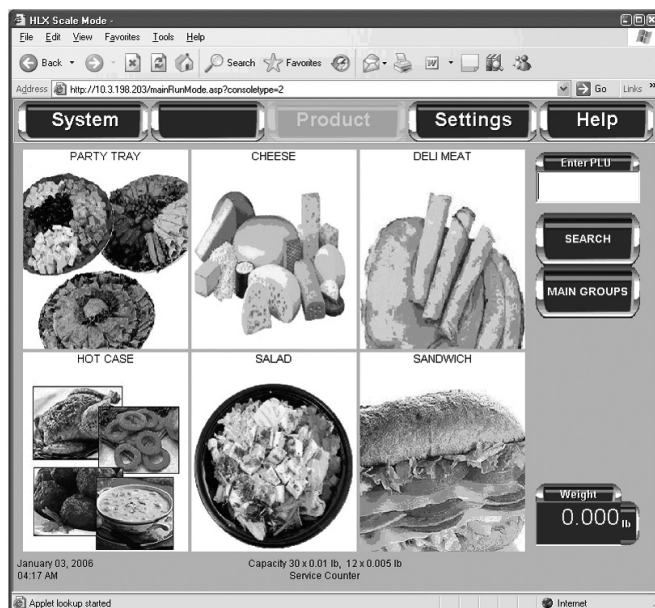 HLX Scale Mode -
File Edit View Favorites Tools Help
Back Search Favorites
Address http://10.3.198.203/mainRunMode.asp?consoletype=2 Go Links »
System Product Settings Help
PARTY TRAY CHEESE DELI MEAT
Enter PLU
SEARCH
MAIN GROUPS
HOT CASE SALAD SANDWICH
Weight
0.000 lb
January 03, 2006 Capacity 30 x 0.01 lb, 12 x 0.005 lb
04:17 AM Service Counter
Applet lookup started Internet